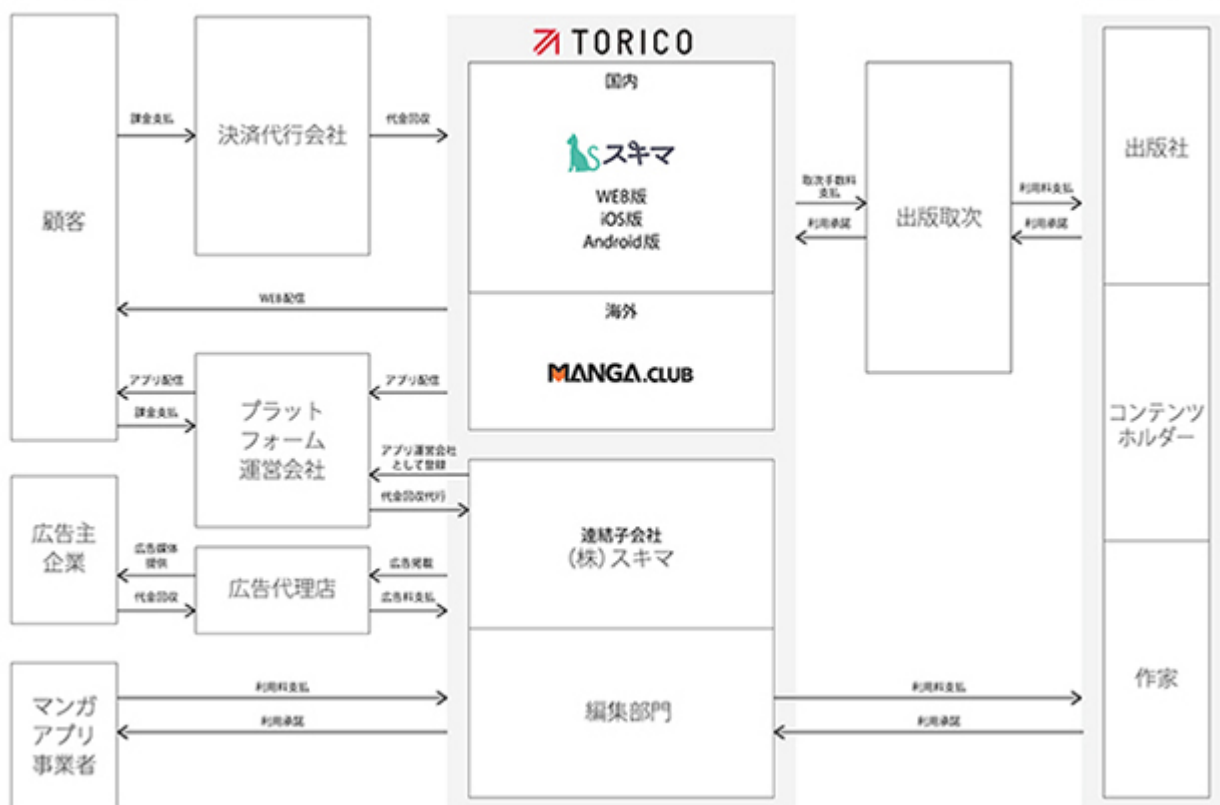 TORICO
国内
スキマ
WEB版
iOS版
Android版
海外
MANGA.CLUB
連結子会社
(株)スキマ
編集部門
顧客
課金支払
決済代行会社
代金回収
WEB配信
アプリ配信
課金支払
プラット
フォーム
運営会社
アプリ配信
アプリ運営会社
として登録
代金回収代行
広告主
企業
広告媒体
提供
代金回収
広告代理店
広告掲載
広告料支払
マンガ
アプリ
事業者
利用料支払
利用承諾
取次手数料
支払
利用承諾
出版取次
利用料支払
利用承諾
出版社
コンテンツ
ホルダー
作家
利用料支払
利用承諾